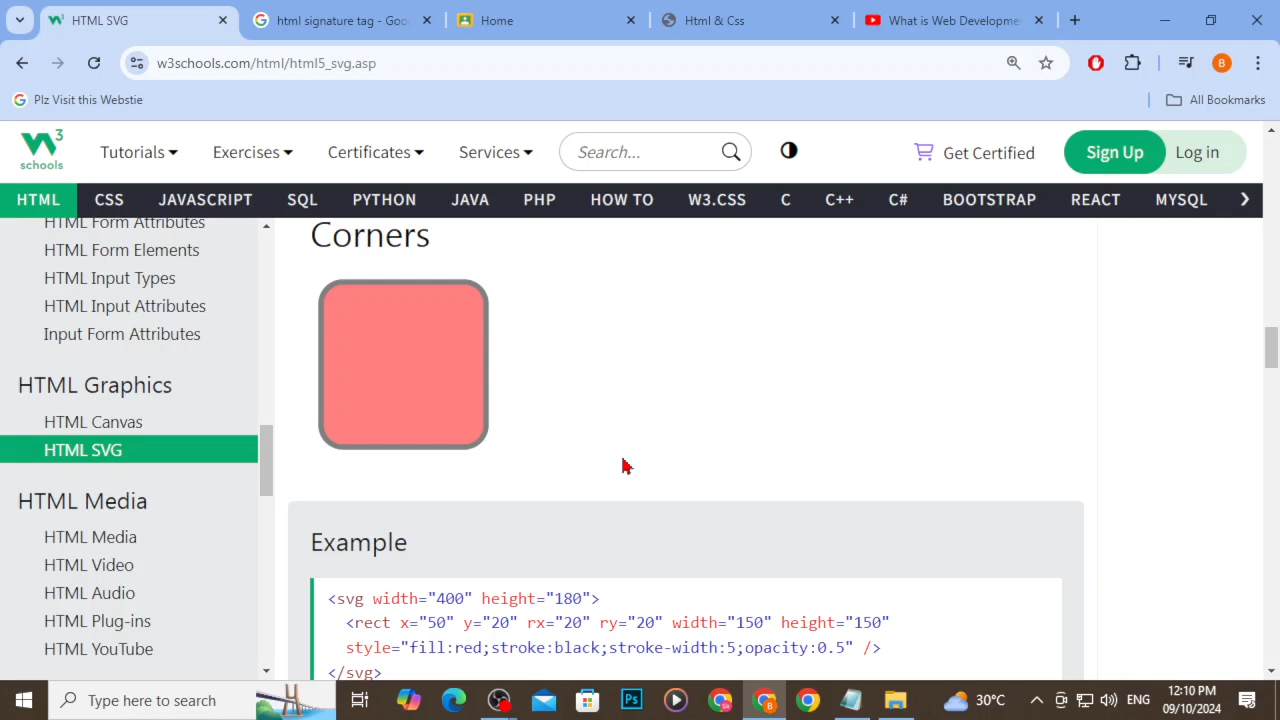 HTML SVG
html signature tag - Goo
Home
Html & Css
What is Web Developme
w3schools.com/html/html5_svg.asp
B
Plz Visit this Webstie
All Bookmarks
W3
schools
Tutorials
Exercises
Certificates
Services
Search...
Get Certified
Sign Up
Log in
HTML
CSS
JAVASCRIPT
SQL
PYTHON
JAVA
PHP
HOW TO
W3.CSS
C
C++
C#
BOOTSTRAP
REACT
MYSQL
HTML Form Attributes
HTML Form Elements
HTML Input Types
HTML Input Attributes
Input Form Attributes
HTML Graphics
HTML Canvas
HTML SVG
HTML Media
HTML Media
HTML Video
HTML Audio
HTML Plug-ins
HTML YouTube
Corners
Example
<svg width="400" height="180">
<rect x="50" y="20" rx="20" ry="20" width="150" height="150"
style="fill:red;stroke:black;stroke-width:5;opacity:0.5" />
</svg>
Type here to search
Ps
B
30°C
ENG
12:10 PM
09/10/2024